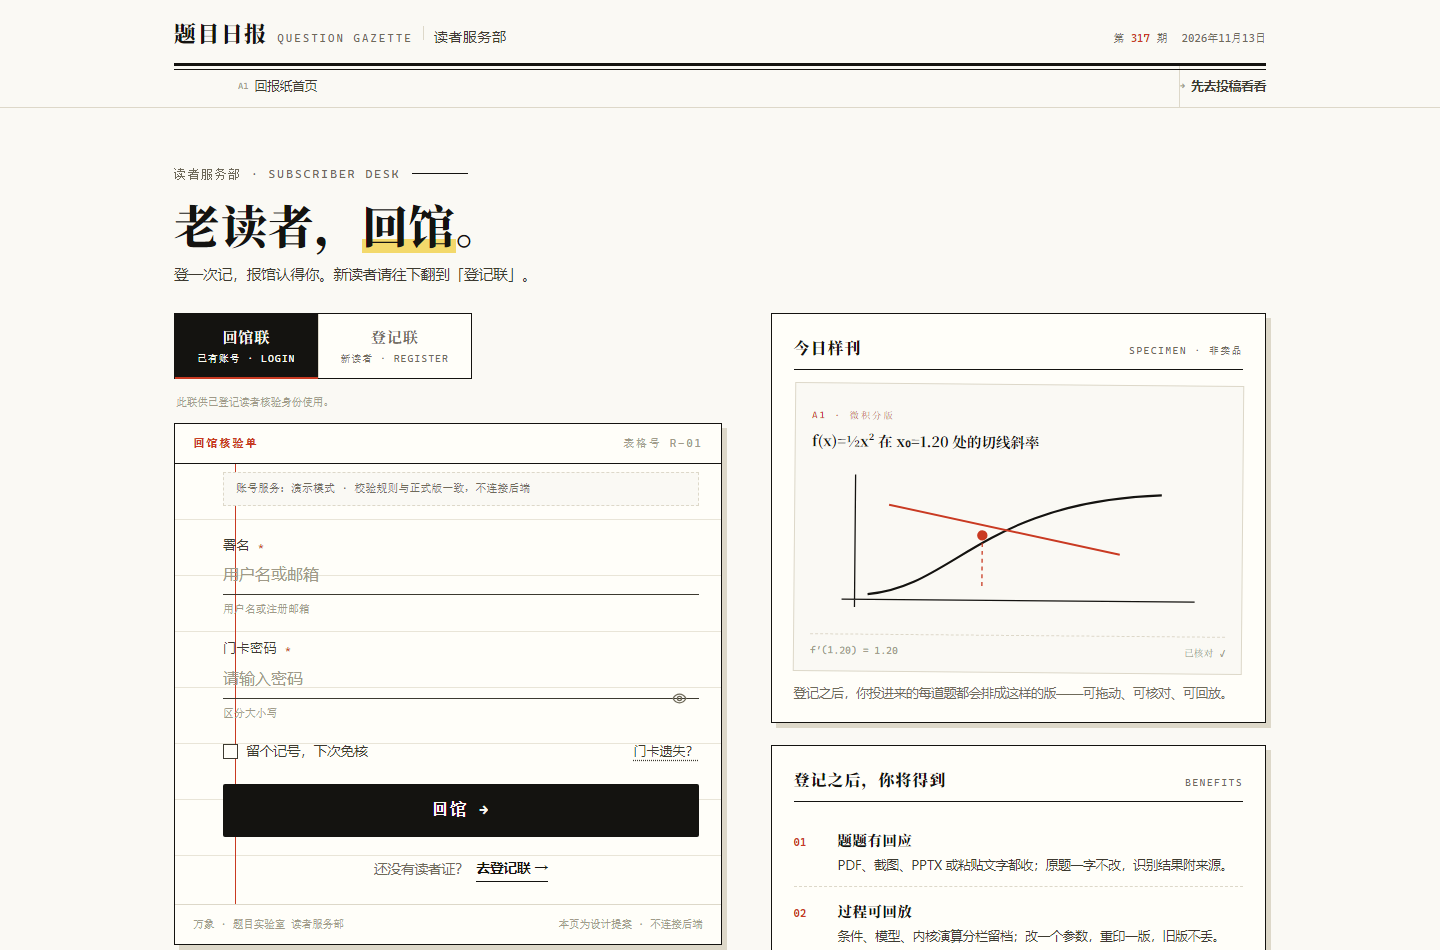 题目日报 QUESTION GAZETTE 读者服务部
第 317 期 2026年11月13日
A1 回报纸首页
先去投稿看看
读者服务部 · SUBSCRIBER DESK
老读者，回馆。
登一次记，报馆认得你。新读者请往下翻到「登记联」。
回馆联
已有账号 · LOGIN
登记联
新读者 · REGISTER
此联供已登记读者核验身份使用。
回馆核验单
表格号 R-01
账号服务：演示模式 · 校验规则与正式版一致，不连接后端
署名 *
用户名或邮箱
用户名或注册邮箱
门卡密码 *
请输入密码
区分大小写
留个记号，下次免核
门卡遗失？
回馆 →
还没有读者证？ 去登记联 →
万象 · 题目实验室 读者服务部
本页为设计提案 · 不连接后端
今日样刊
SPECIMEN · 非卖品
A1 · 微积分版
f(x)=½x² 在 x₀=1.20 处的切线斜率
f′(1.20) = 1.20
已核对 ✓
登记之后，你投进来的每道题都会排成这样的版——可拖动、可核对、可回放。
登记之后，你将得到
BENEFITS
01 题题有回应
PDF、截图、PPTX 或粘贴文字都收；原题一字不改，识别结果附来源。
02 过程可回放
条件、模型、内核演算分栏留档；改一个参数，重印一版，旧版不丢。